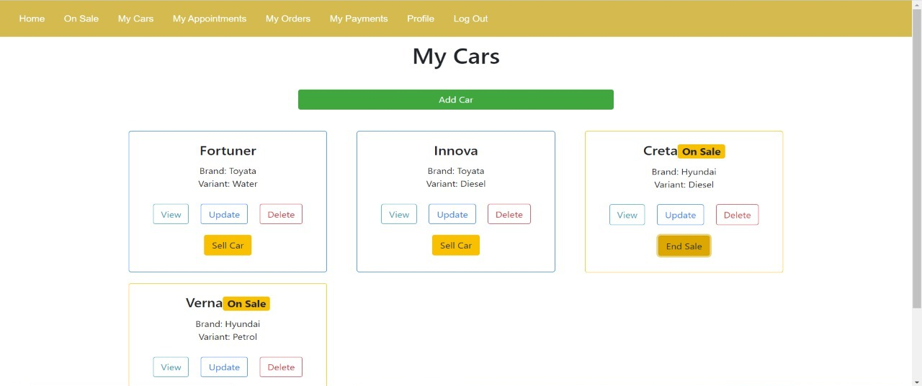 Home On Sale My Cars My Appointments My Orders My Payments Profile Log Out
My Cars
Add Car
Fortuner
Brand: Toyata
Variant: Water
View Update Delete
Sell Car
Innova
Brand: Toyata
Variant: Diesel
View Update Delete
Sell Car
Creta On Sale
Brand: Hyundai
Variant: Diesel
View Update Delete
End Sale
Verna On Sale
Brand: Hyundai
Variant: Petrol
View Update Delete